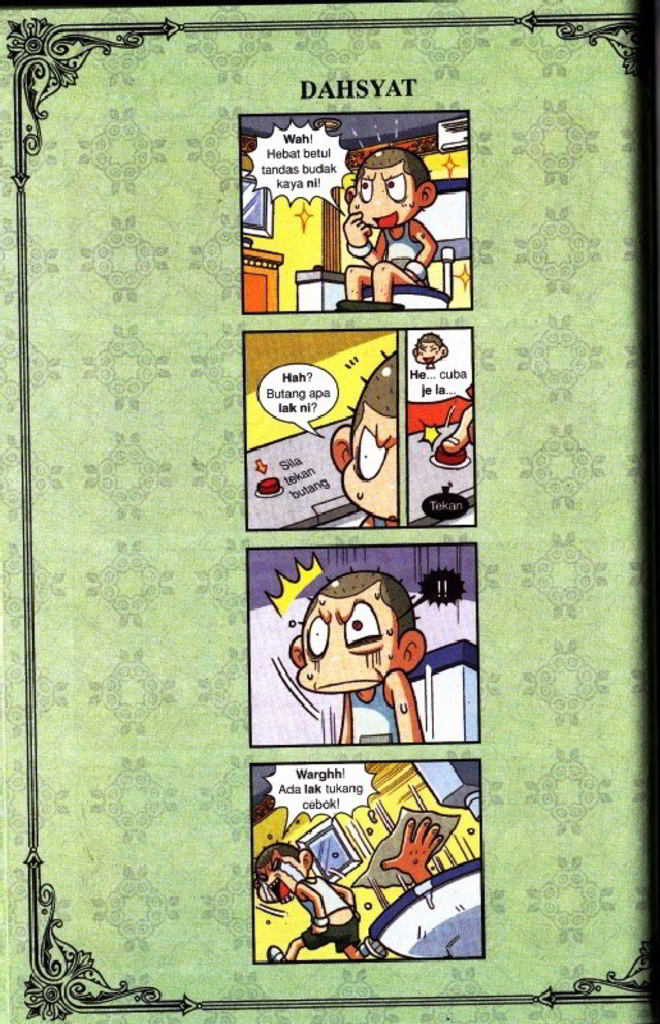 DAHSYAT
Wah!
Hebat betul
tandas budak
kaya ni!
Hah?
Butang apa
lak ni?
Sila
tekan
butang
He... cuba
je la...
Tekan
!!
Warghh!
Ada lak tukang
cebok!